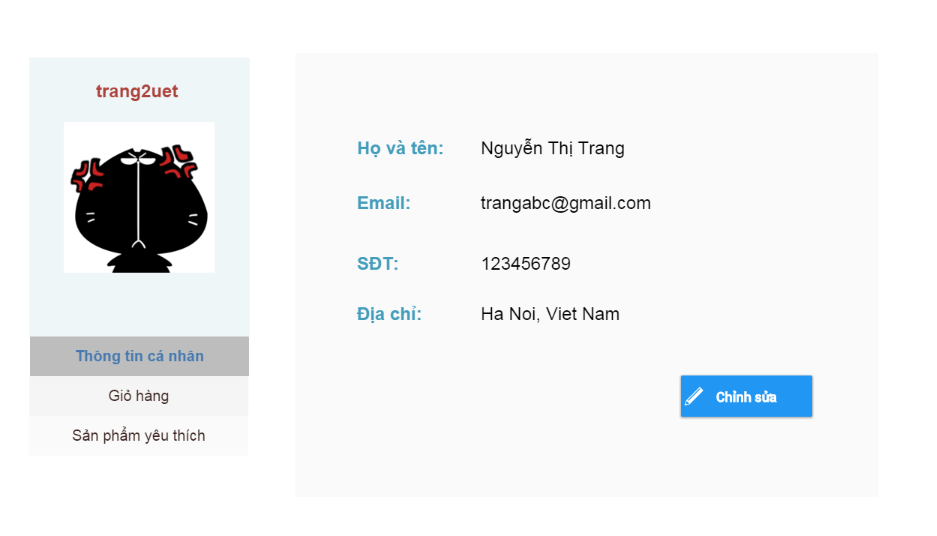 trang2uet
Thông tin cá nhân
Giỏ hàng
Sản phẩm yêu thích
Họ và tên: Nguyễn Thị Trang
Email: trangabc@gmail.com
SĐT: 123456789
Địa chỉ: Ha Noi, Viet Nam
Chỉnh sửa